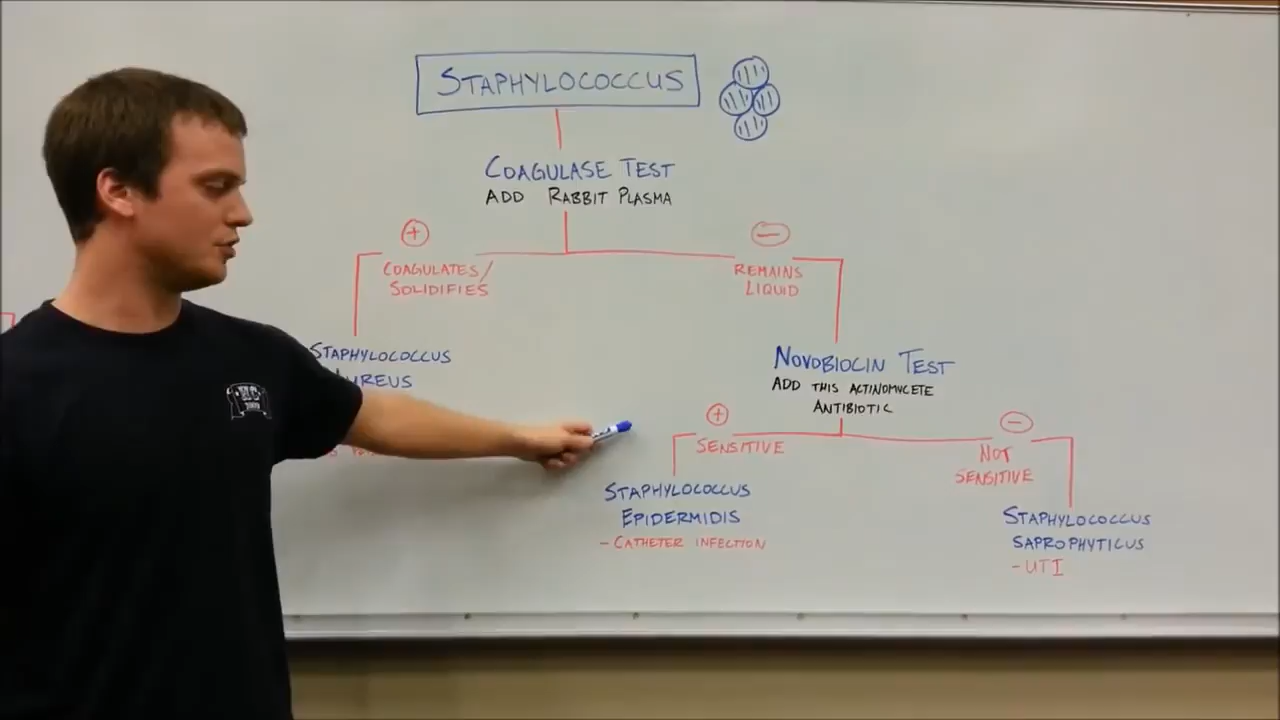 STAPHYLOCOCCUS
COAGULASE TEST
ADD RABBIT PLASMA
+
−
COAGULATES/
SOLIDIFIES
REMAINS
LIQUID
STAPHYLOCOCCUS
AUREUS
NOVOBIOCIN TEST
ADD THIS ACTINOMYCETE
ANTIBIOTIC
+
−
SENSITIVE
NOT
SENSITIVE
STAPHYLOCOCCUS
EPIDERMIDIS
- CATHETER INFECTION
STAPHYLOCOCCUS
SAPROPHYTICUS
- UTI